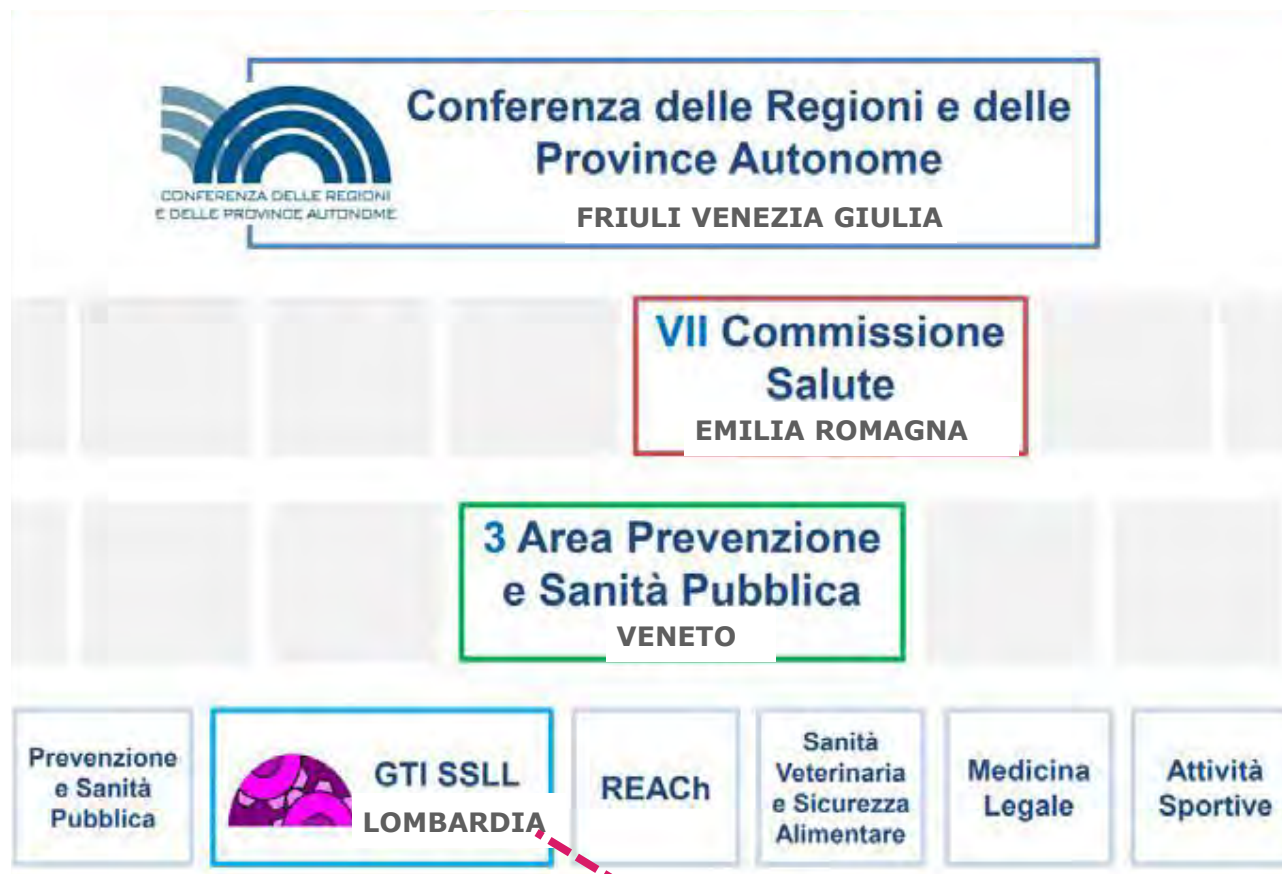 Conferenza delle Regioni e delle
Province Autonome
CONFERENZA DELLE REGIONI
E DELLE PROVINCE AUTONOME
FRIULI VENEZIA GIULIA
VII Commissione
Salute
EMILIA ROMAGNA
3 Area Prevenzione
e Sanità Pubblica
VENETO
Prevenzione
e Sanità
Pubblica
GTI SSLL
LOMBARDIA
REACh
Sanità
Veterinaria
e Sicurezza
Alimentare
Medicina
Legale
Attività
Sportive